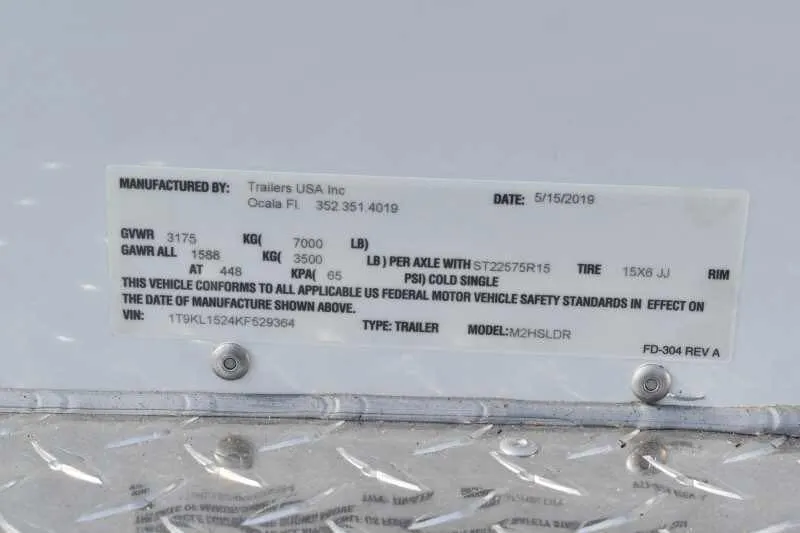 MANUFACTURED BY: Trailers USA Inc DATE: 5/15/2019
Ocala Fl. 352.351.4019
GVWR 3175 KG( 7000 LB)
GAWR ALL 1588 KG( 3500 LB) PER AXLE WITH ST22575R15 TIRE 15X6 JJ RIM
AT 448 KPA( 65 PSI) COLD SINGLE
THIS VEHICLE CONFORMS TO ALL APPLICABLE US FEDERAL MOTOR VEHICLE SAFETY STANDARDS IN EFFECT ON
THE DATE OF MANUFACTURE SHOWN ABOVE.
VIN: 1T9KL1524KF529364 TYPE: TRAILER MODEL: M2HSLDR
FD-304 REV A